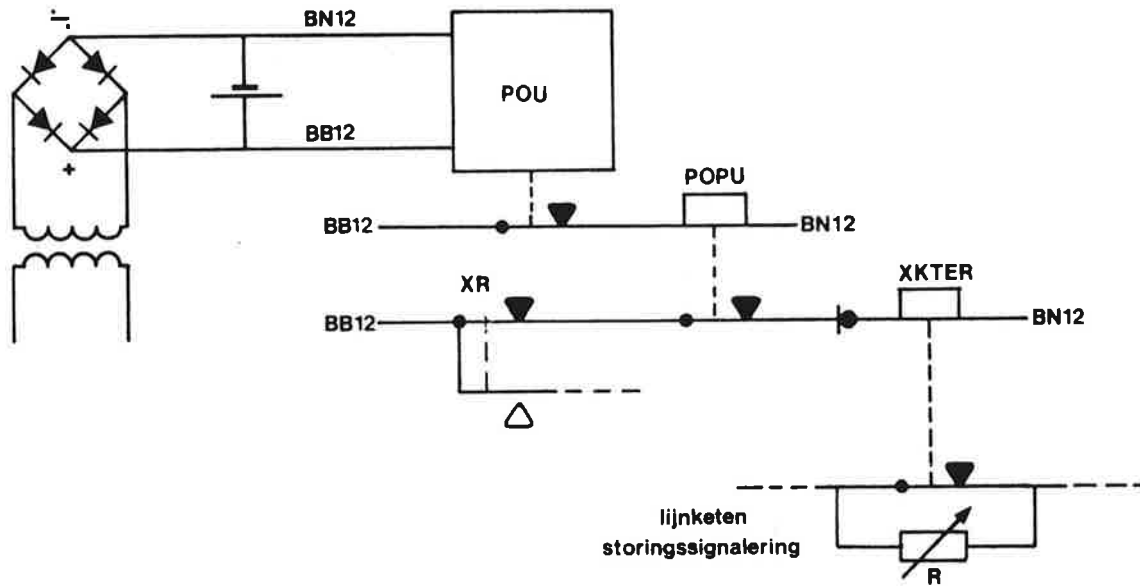 BN12
POU
BB12
+
POPU
BB12
BN12
XR
XKTER
BB12
BN12
lijnketen
storingssignalering
R